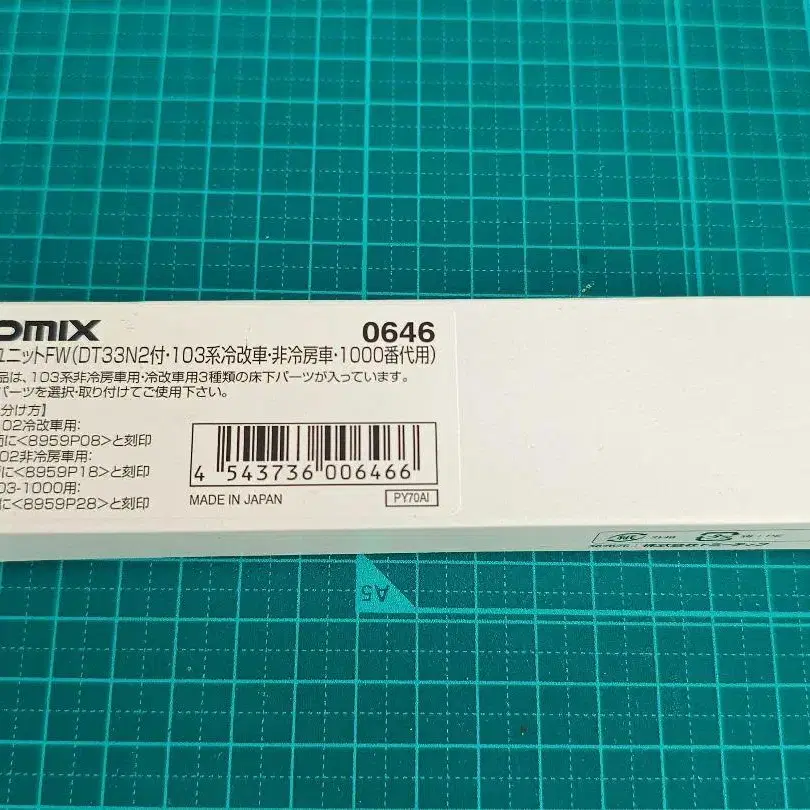 OMIX
0646
ユニットFW(DT33N2付・103系冷改車・非冷房車・1000番代用)
品は、103系非冷房車用・冷改車用3種類の床下パーツが入っています。
パーツを選択・取り付けてご使用下さい。
分け方】
02冷改車用:
に<8959P08>と刻印
02非冷房車用:
に<8959P18>と刻印
03-1000用:
に<8959P28>と刻印
4 543736 006466
MADE IN JAPAN
PY70AI
A5